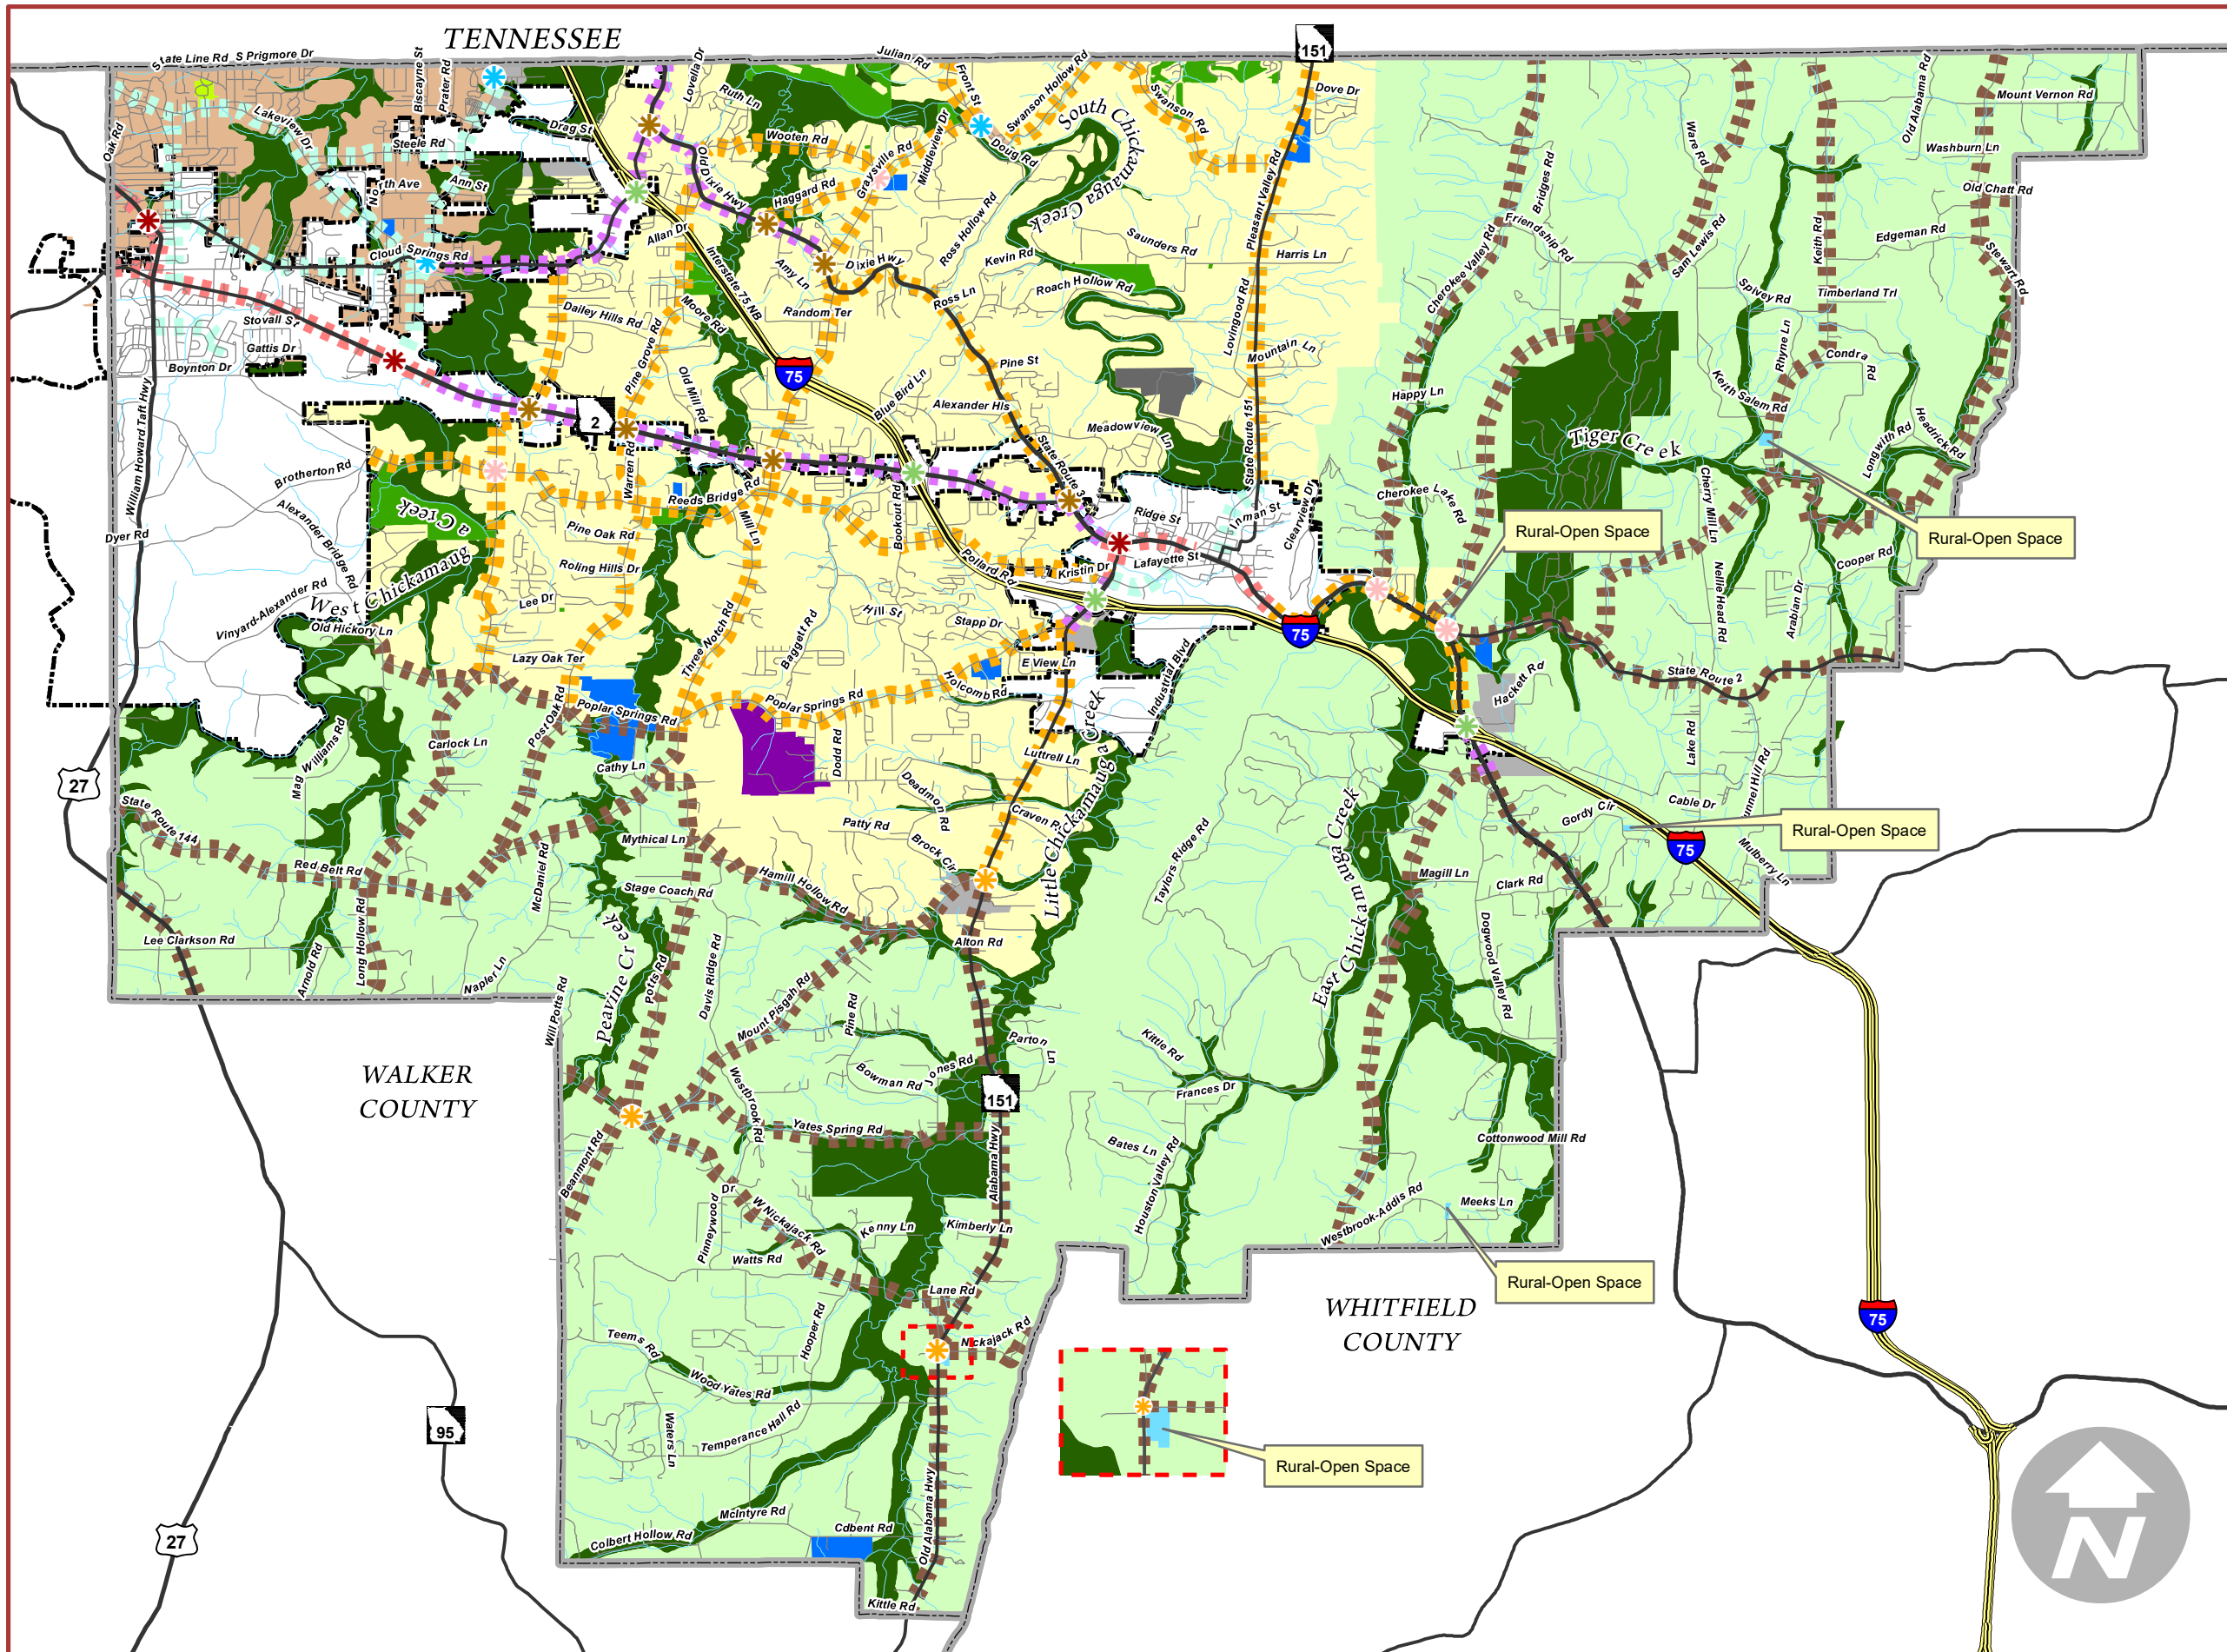 TENNESSEE
State Line Rd
S Prigmore Dr
Biscayne St
Prater Rd
Lovella Dr
Ruth Ln
Julian Rd
Front St
Swanson Hollow Rd
South Chickamauga Creek
Swanson Rd
151
Dove Dr
Old Alabama Rd
Mount Vernon Rd
Oak Rd
Lakeview Dr
Steele Rd
Drag St
Wooten Rd
Graysville Rd
Middleview Dr
Doug Rd
Ware Rd
Washburn Ln
North Ave
Ann St
Old Dixie Hwy
Haggard Rd
Ross Hollow Rd
Pleasant Valley Rd
Bridges Rd
Friendship Rd
Sam Lewis Rd
Keith Rd
Old Chatt Rd
Edgeman Rd
Stewart Rd
Cloud Springs Rd
Allan Dr
Interstate 75 NB
Amy Ln
Dixie Hwy
Kevin Rd
Saunders Rd
Harris Ln
Cherokee Valley Rd
Roach Hollow Rd
Spivey Rd
Timberland Trl
Stovall St
Gattis Dr
Boynton Dr
Dailey Hills Rd
Moore Rd
Random Ter
Ross Ln
Lovingood Rd
Mountain Ln
Rhyne Ln
Condra Rd
William Howard Taft Hwy
Pine Grove Rd
Old Mill Rd
75
Blue Bird Ln
Pine St
Alexander Hls
Happy Ln
Keith Salem Rd
2
Meadowview Ln
State Route 151
Tiger Creek
Longwith Rd
Headrick Rd
Brotherton Rd
Warren Rd
Reeds Bridge Rd
State Route 3
Cherokee Lake Rd
Cherry Mill Ln
Alexander Bridge Rd
West Chickamauga Creek
Mill Ln
Bookout Rd
Ridge St
Inman St
Clearview Dr
Rural-Open Space
Rural-Open Space
Dyer Rd
Pine Oak Rd
Roling Hills Dr
Pollard Rd
Kristin Dr
Lafayette St
Cooper Rd
Vinyard-Alexander Rd
Lee Dr
Three Notch Rd
Baggett Rd
Hill St
Stapp Dr
75
Nellie Head Rd
Arabian Dr
Old Hickory Ln
Lazy Oak Ter
E View Ln
Holcomb Rd
Industrial Blvd
Hackett Rd
State Route 2
Mag Williams Rd
Carlock Ln
Post Oak Rd
Poplar Springs Rd
Poplar Springs Rd
Dodd Rd
Luttrell Ln
Little Chickamauga Creek
Lake Rd
27
Cathy Ln
Deadmon Rd
Craven Rd
East Chickamauga Creek
Gordy Cir
Cable Dr
Rural-Open Space
State Route 144
Red Belt Rd
McDaniel Rd
Mythical Ln
Patty Rd
Brock Cir
Taylors Ridge Rd
75
Mulberry Ln
Stage Coach Rd
Hamill Hollow Rd
Magill Ln
Clark Rd
Lee Clarkson Rd
Arnold Rd
Long Hollow Rd
Napler Ln
Peavine Creek
Potts Rd
Davis Ridge Rd
Alton Rd
Dogwood Valley Rd
Will Potts Rd
Mount Pisgah Rd
Pine Rd
Parton Ln
Kittle Rd
WALKER
COUNTY
Westbrook Rd
Bowman Rd
Jones Rd
151
Frances Dr
Yates Spring Rd
Bates Ln
Cottonwood Mill Rd
Beanmont Rd
Alabama Hwy
Houston Valley Rd
Pinneywood Dr
W Nickajack Rd
Kenny Ln
Kimberly Ln
Westbrook-Addis Rd
Meeks Ln
Watts Rd
Rural-Open Space
Lane Rd
WHITFIELD
COUNTY
75
Teems Rd
Hooper Rd
Nickajack Rd
Wood Yates Rd
95
Waters Ln
Temperance Hall Rd
Rural-Open Space
McIntyre Rd
Colbert Hollow Rd
Cdbent Rd
Old Alabama Hwy
27
Kittle Rd
N